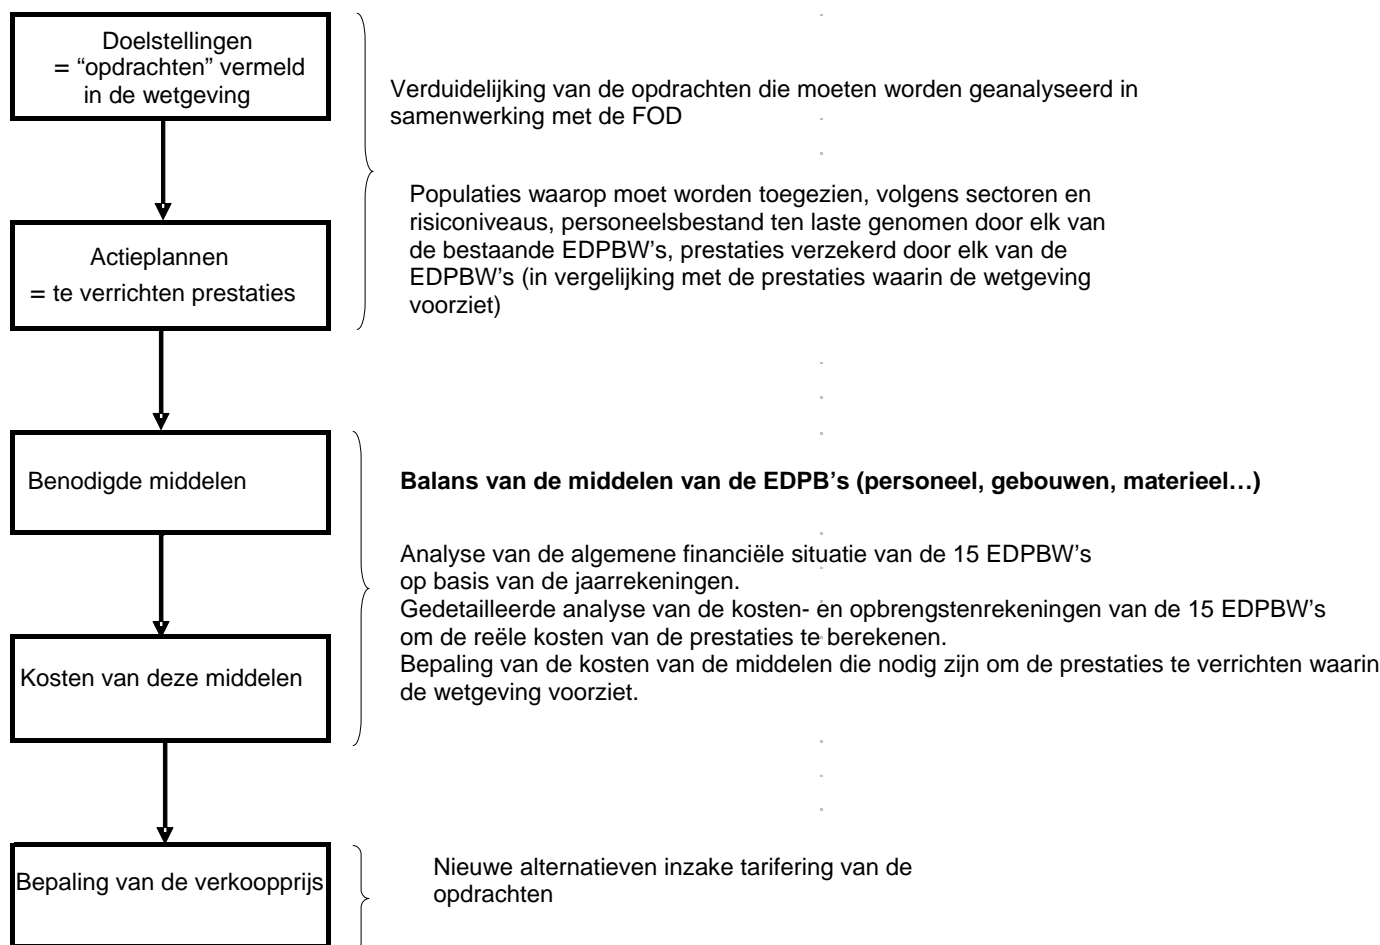 Doelstellingen
= “opdrachten” vermeld
in de wetgeving
Verduidelijking van de opdrachten die moeten worden geanalyseerd in
samenwerking met de FOD
Populaties waarop moet worden toegezien, volgens sectoren en
risiconiveaus, personeelsbestand ten laste genomen door elk van
de bestaande EDPBW's, prestaties verzekerd door elk van de
EDPBW's (in vergelijking met de prestaties waarin de wetgeving
voorziet)
Actieplannen
= te verrichten prestaties
Benodigde middelen
Balans van de middelen van de EDPB's (personeel, gebouwen, materieel…)
Analyse van de algemene financiële situatie van de 15 EDPBW's
op basis van de jaarrekeningen.
Gedetailleerde analyse van de kosten- en opbrengstenrekeningen van de 15 EDPBW's
om de reële kosten van de prestaties te berekenen.
Bepaling van de kosten van de middelen die nodig zijn om de prestaties te verrichten waarin
de wetgeving voorziet.
Kosten van deze middelen
Bepaling van de verkoopprijs
Nieuwe alternatieven inzake tarifering van de
opdrachten